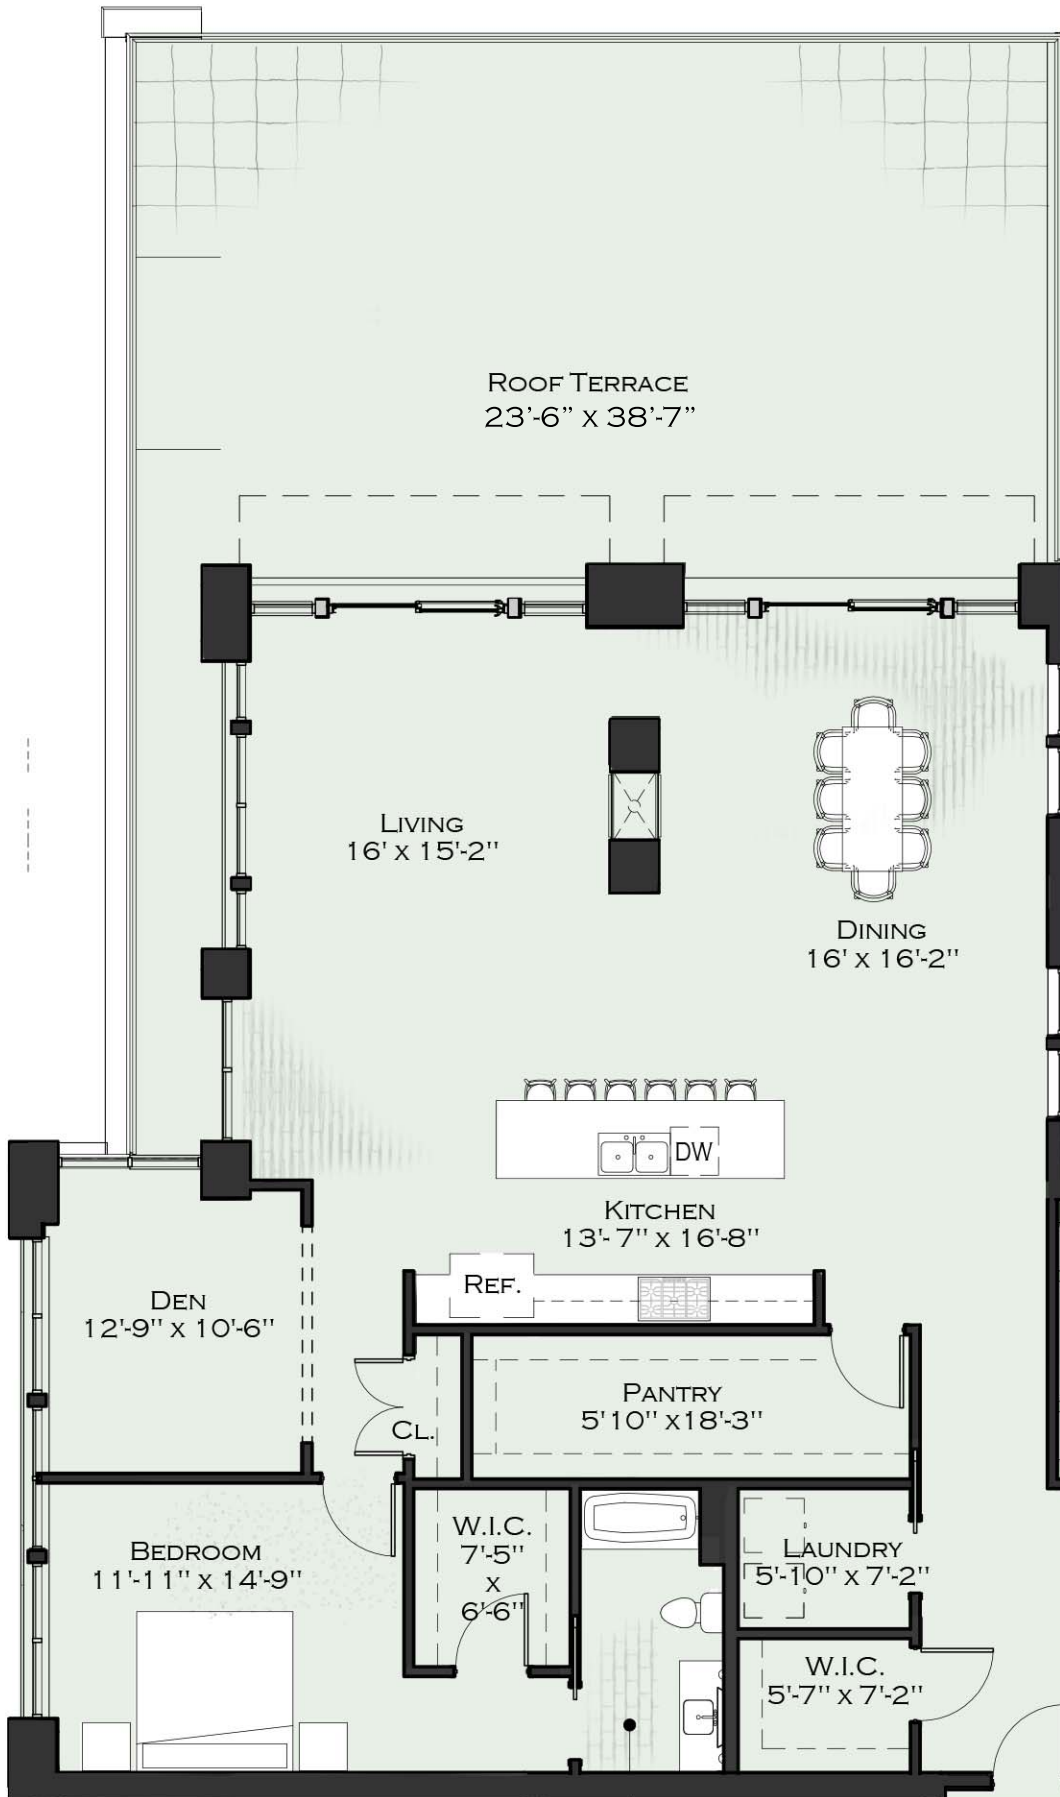 Roof Terrace
23'-6" x 38'-7"
Living
16' x 15'-2"
Dining
16' x 16'-2"
DW
Kitchen
13'-7" x 16'-8"
Ref.
Den
12'-9" x 10'-6"
Pantry
5'10" x18'-3"
Cl.
W.I.C.
7'-5"
x
6'-6"
Bedroom
11'-11" x 14'-9"
Laundry
5'-10" x 7'-2"
W.I.C.
5'-7" x 7'-2"